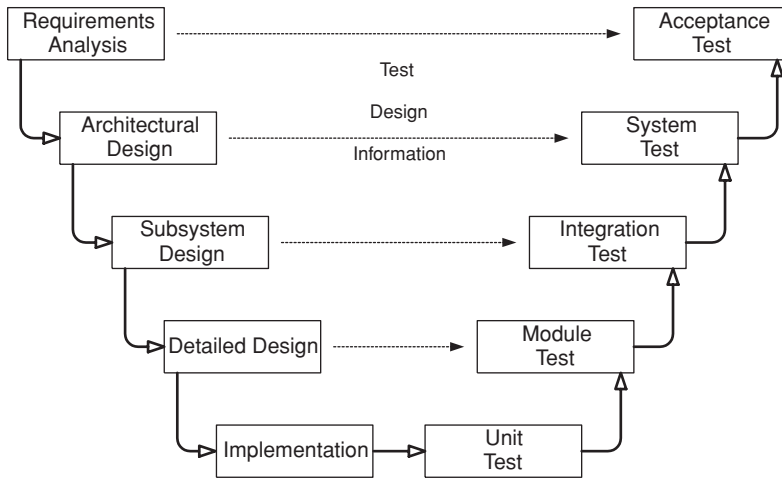 Requirements
Analysis
Acceptance
Test
Test
Design
Information
Architectural
Design
System
Test
Subsystem
Design
Integration
Test
Detailed Design
Module
Test
Implementation
Unit
Test